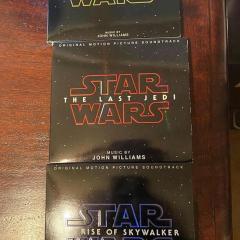 WARS
MUSIC BY
JOHN WILLIAMS
ORIGINAL MOTION PICTURE SOUNDTRACK
STAR
THE LAST JEDI
WARS
MUSIC BY
JOHN WILLIAMS
ORIGINAL MOTION PICTURE SOUNDTRACK
STAR
RISE OF SKYWALKER
WARS